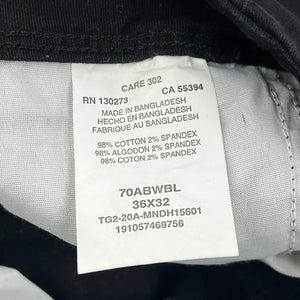 CARE 302
RN 130273 CA 55394
MADE IN BANGLADESH
HECHO EN BANGLADESH
FABRIQUE AU BANGLADESH
98% COTTON 2% SPANDEX
98% ALGODON 2% SPANDEX
98% COTON 2% SPANDEX
70ABWBL
36X32
TG2-20A-MNDH15601
191057469756